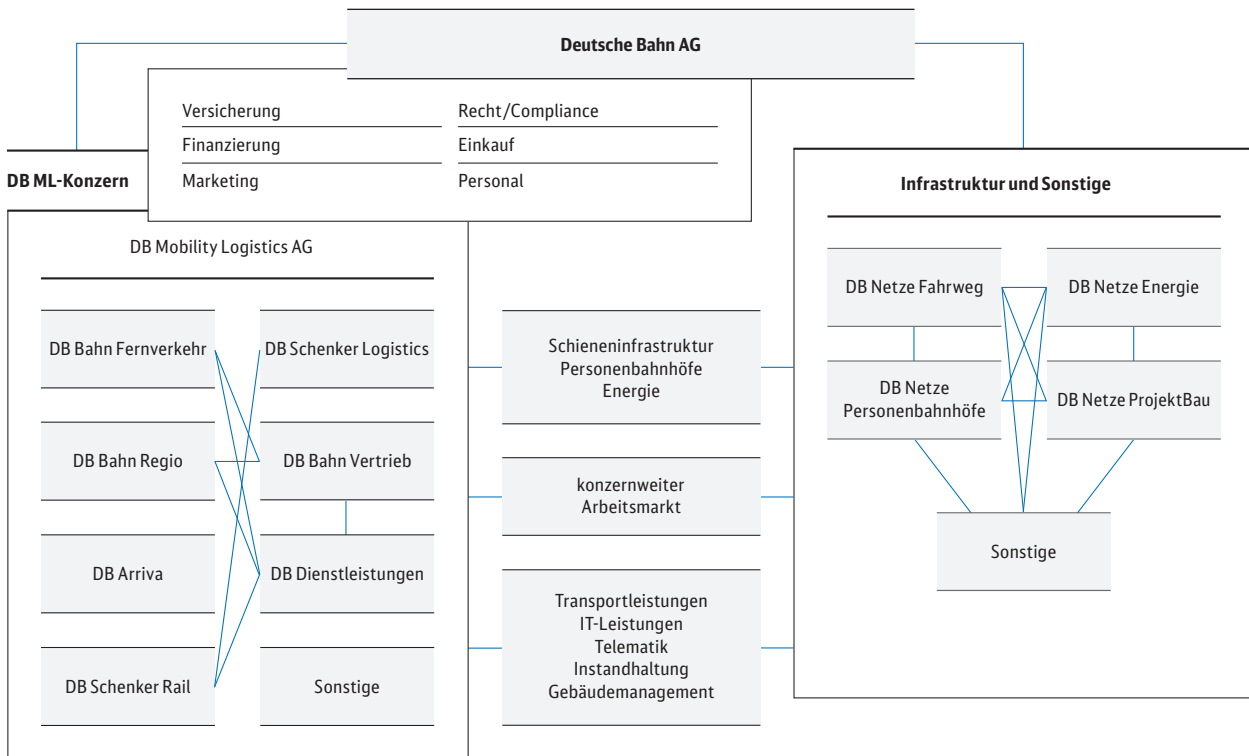 Deutsche Bahn AG
Versicherung
Recht/Compliance
Finanzierung
Einkauf
Marketing
Personal
DB ML-Konzern
DB Mobility Logistics AG
DB Bahn Fernverkehr
DB Schenker Logistics
DB Bahn Regio
DB Bahn Vertrieb
DB Arriva
DB Dienstleistungen
DB Schenker Rail
Sonstige
Schieneninfrastruktur
Personenbahnhöfe
Energie
konzernweiter
Arbeitsmarkt
Transportleistungen
IT-Leistungen
Telematik
Instandhaltung
Gebäudemanagement
Infrastruktur und Sonstige
DB Netze Fahrweg
DB Netze Energie
DB Netze
Personenbahnhöfe
DB Netze ProjektBau
Sonstige